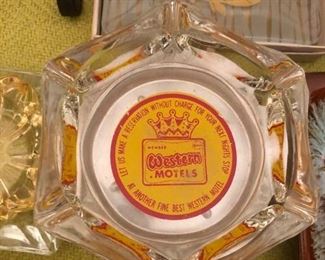 LET US MAKE A RESERVATION WITHOUT CHARGE FOR YOUR NEXT NIGHTS STOP
MEMBER
Western
MOTELS
AT ANOTHER FINE BEST WESTERN MOTEL